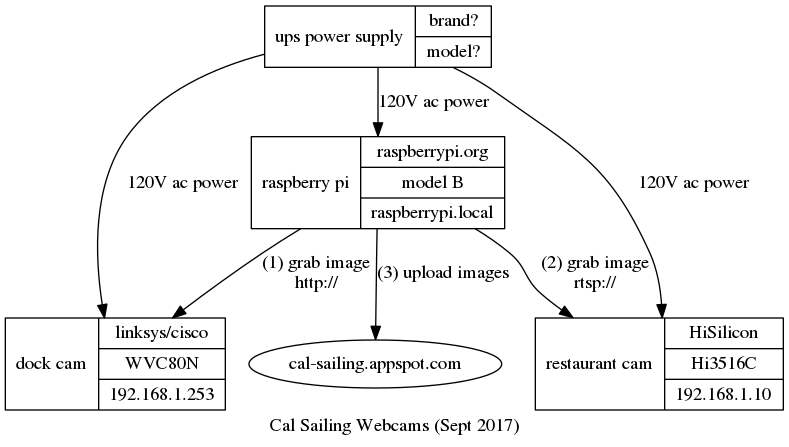 ups power supply
brand?
model?
120V ac power
raspberry pi
raspberrypi.org
model B
raspberrypi.local
120V ac power
120V ac power
(1) grab image
http://
(3) upload images
(2) grab image
rtsp://
dock cam
linksys/cisco
WVC80N
192.168.1.253
cal-sailing.appspot.com
restaurant cam
HiSilicon
Hi3516C
192.168.1.10
Cal Sailing Webcams (Sept 2017)